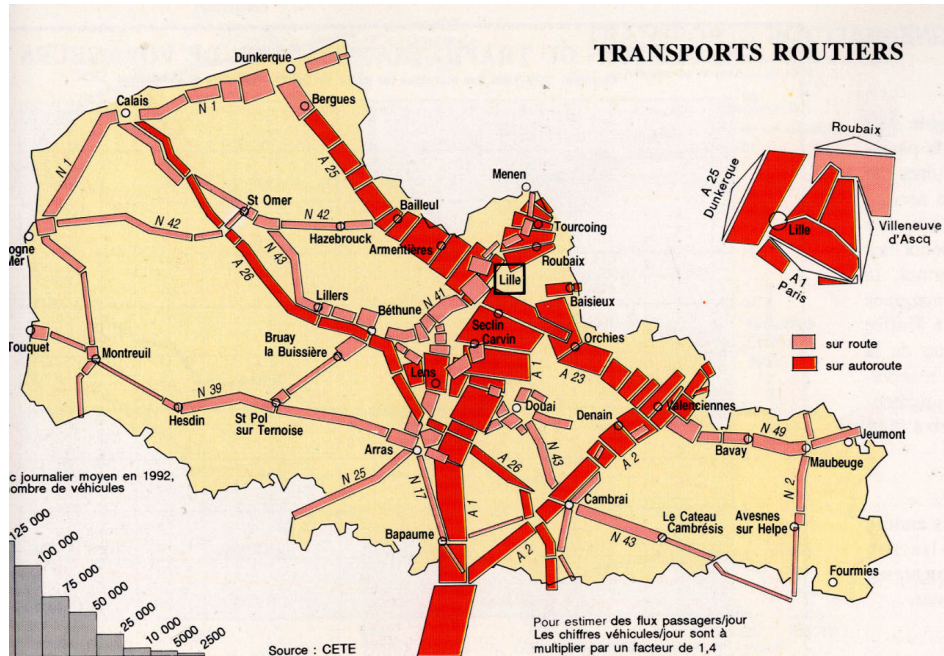 TRANSPORTS ROUTIERS
Dunkerque
Calais
N 1
Bergues
A 25
N 1
St Omer
N 42
N 42
Hazebrouck
Bailleul
Armentières
Menen
Tourcoing
Roubaix
Lille
Baisieux
ogne
Mer
N 43
A 26
Lillers
Béthune
N 41
Seclin
Carvin
Orchies
Bruay
la Buissière
Lens
A 1
A 23
Touquet
Montreuil
N 39
Hesdin
St Pol
sur Ternoise
Douai
Denain
Valenciennes
Arras
A 26
N 43
A 2
N 49
Bavay
Jeumont
Maubeuge
N 25
N 17
A 1
Cambrai
N 2
Bapaume
A 2
Le Cateau
Cambrésis
N 43
Avesnes
sur Helpe
Fournies
Roubaix
A 25
Dunkerque
Lille
Villeneuve
d'Ascq
A 1
Paris
sur route
sur autoroute
c journalier moyen en 1992,
ombre de véhicules
125 000
100 000
75 000
50 000
25 000
10 000
5000
2500
Source : CETE
Pour estimer des flux passagers/jour
Les chiffres véhicules/jour sont à
multiplier par un facteur de 1,4